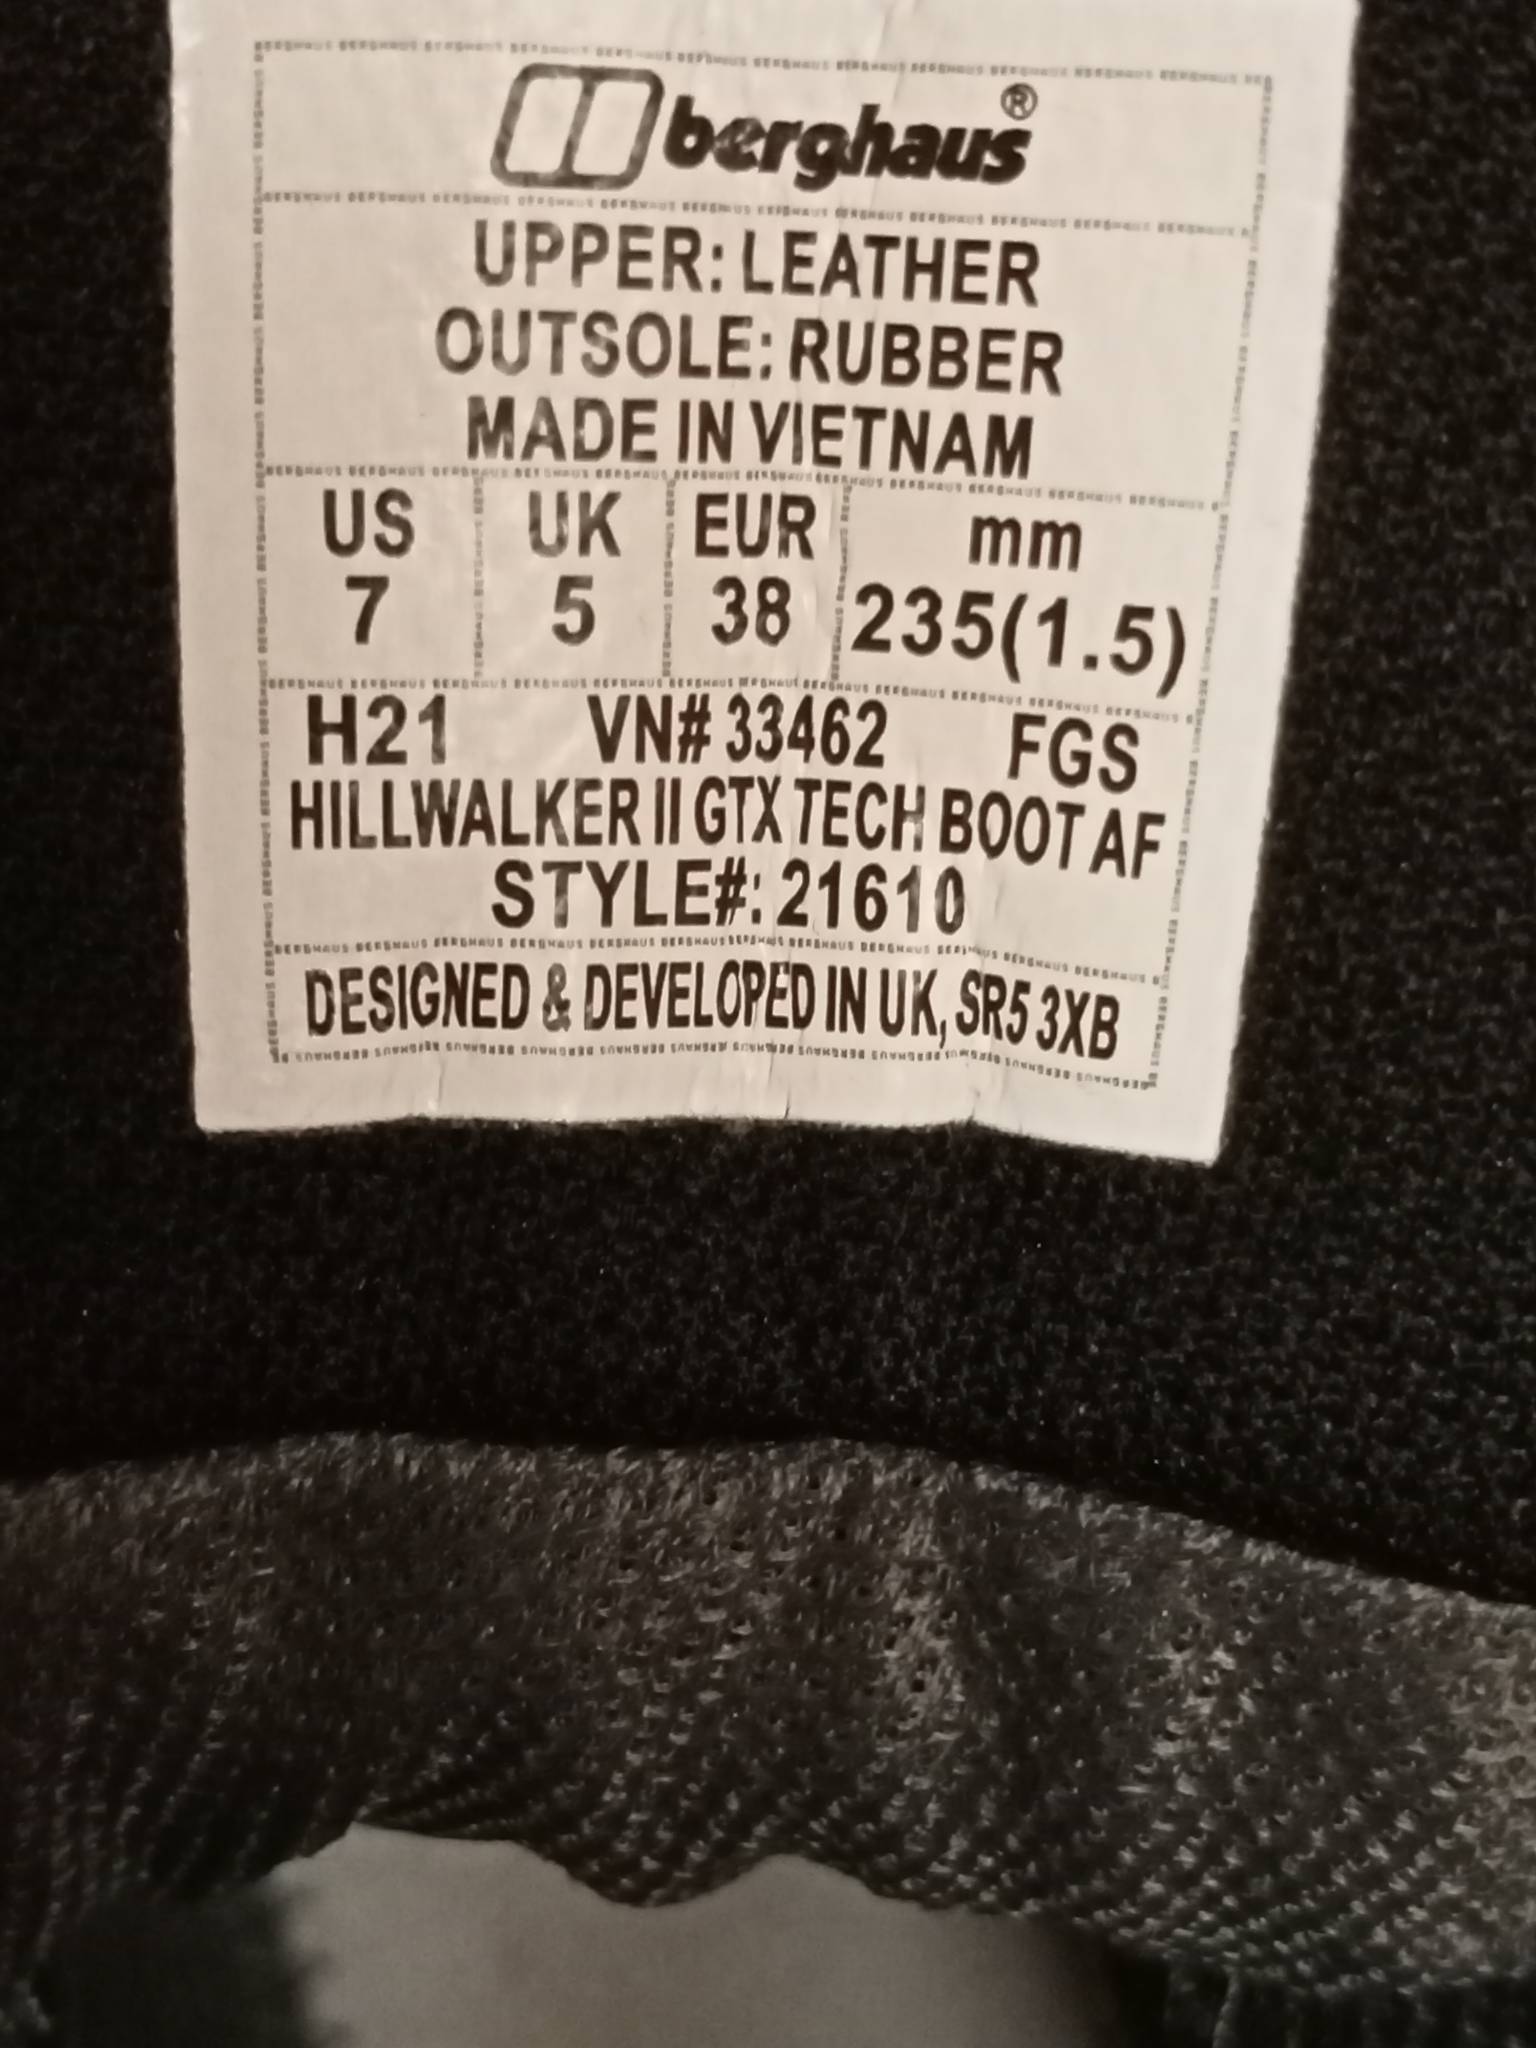 berghaus®
UPPER: LEATHER
OUTSOLE: RUBBER
MADE IN VIETNAM
US UK EUR mm
7 5 38 235(1.5)
H21 VN# 33462 FGS
HILLWALKER II GTX TECH BOOT AF
STYLE#: 21610
DESIGNED & DEVELOPED IN UK, SR5 3XB